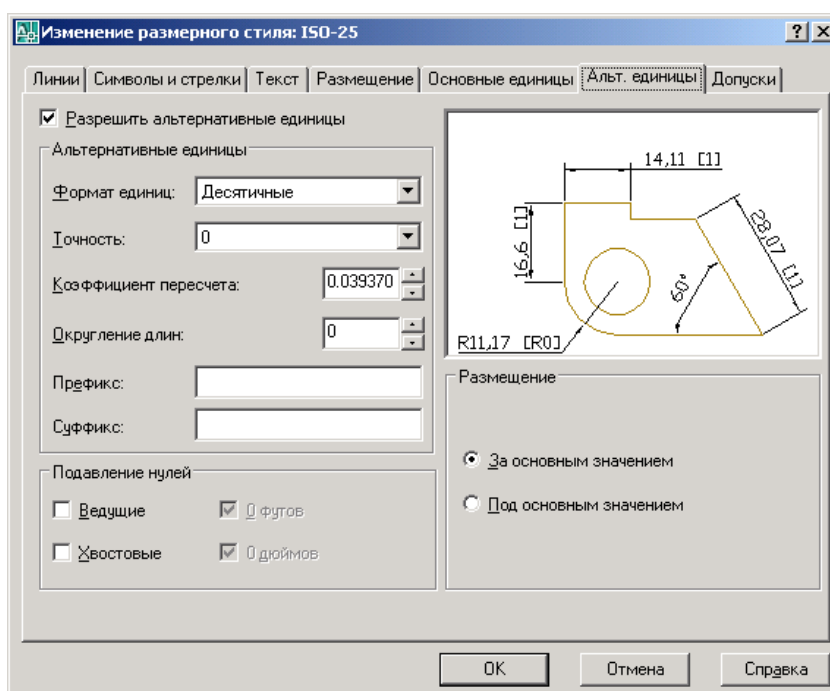 Изменение размерного стиля: ISO-25
Линии Символы и стрелки Текст Размещение Основные единицы Альт. единицы Допуски
Разрешить альтернативные единицы
Альтернативные единицы
Формат единиц: Десятичные
Точность: 0
Коэффициент пересчета: 0.039370
Округление длин: 0
Префикс:
Суффикс:
Подавление нулей
Ведущие 0 футов
Хвостовые 0 дюймов
14,11 [1]
16,6 [1]
28,07 [1]
60°
R11,17 [R0]
Размещение
За основным значением
Под основным значением
OK Отмена Справка